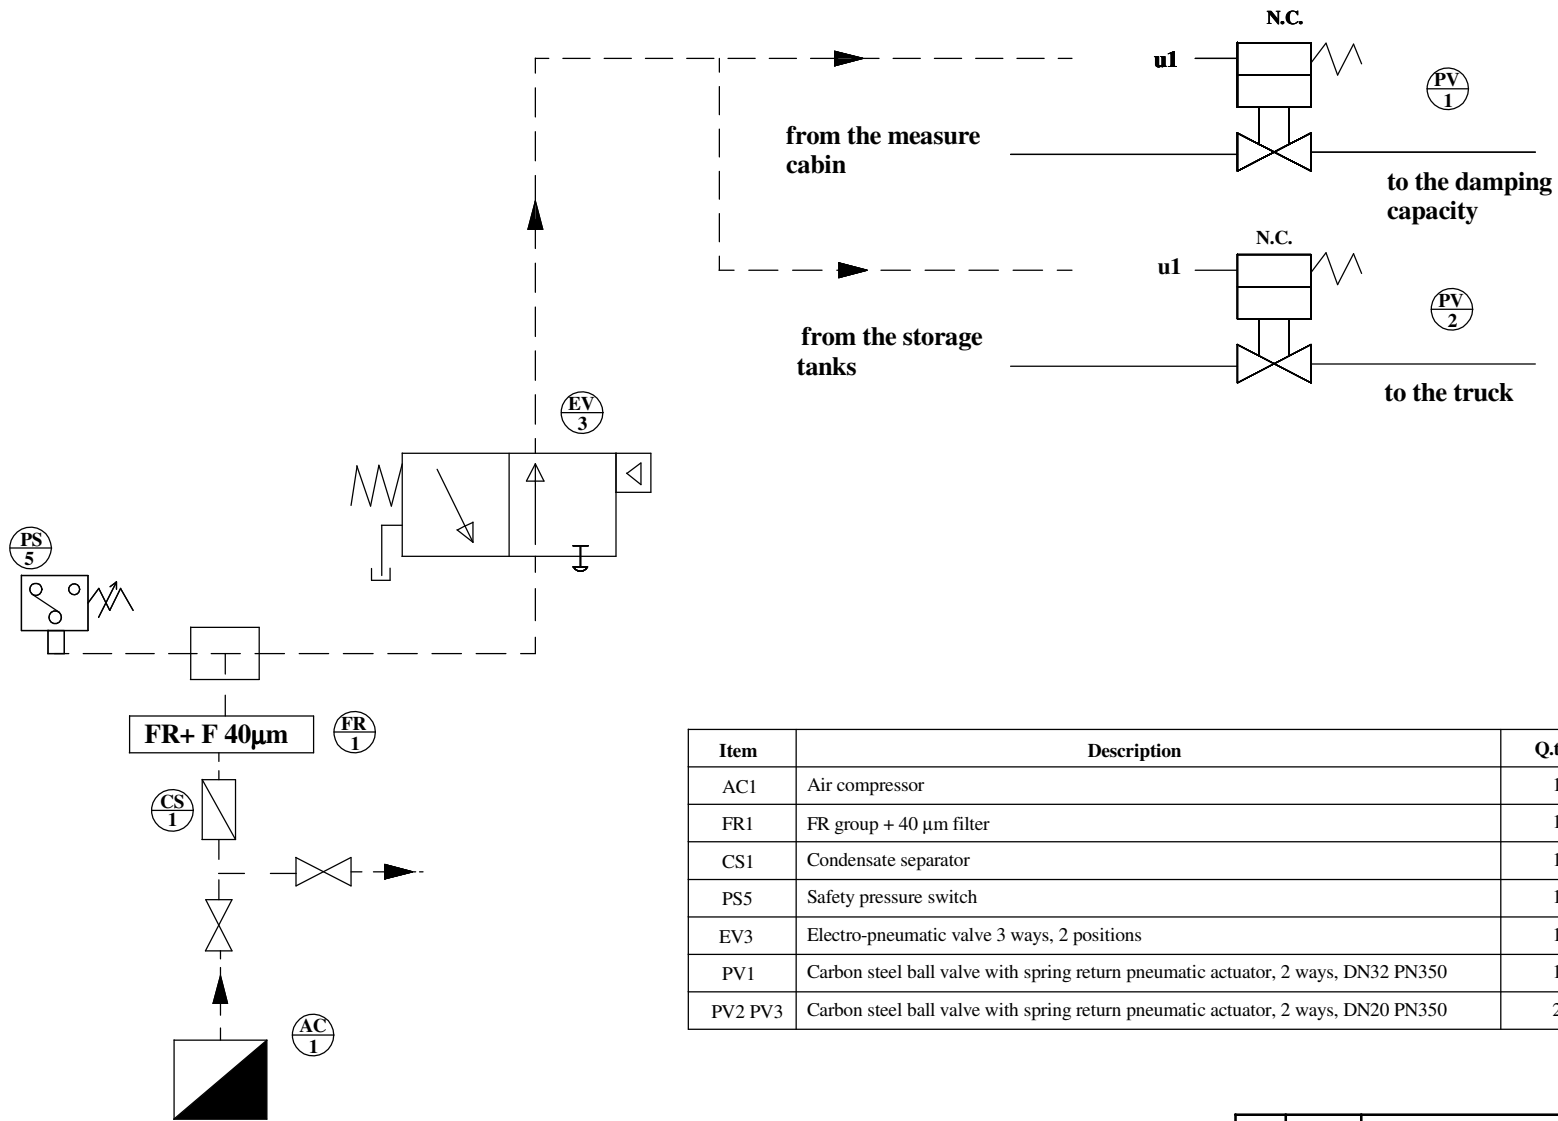 N.C.
u1
PV
1
from the measure
cabin
to the damping
capacity
N.C.
u1
PV
2
from the storage
tanks
to the truck
EV
3
PS
5
FR+ F 40µm
FR
1
CS
1
AC
1
Item Description Q.t
AC1 Air compressor 1
FR1 FR group + 40 µm filter 1
CS1 Condensate separator 1
PS5 Safety pressure switch 1
EV3 Electro-pneumatic valve 3 ways, 2 positions 1
PV1 Carbon steel ball valve with spring return pneumatic actuator, 2 ways, DN32 PN350 1
PV2 PV3 Carbon steel ball valve with spring return pneumatic actuator, 2 ways, DN20 PN350 2